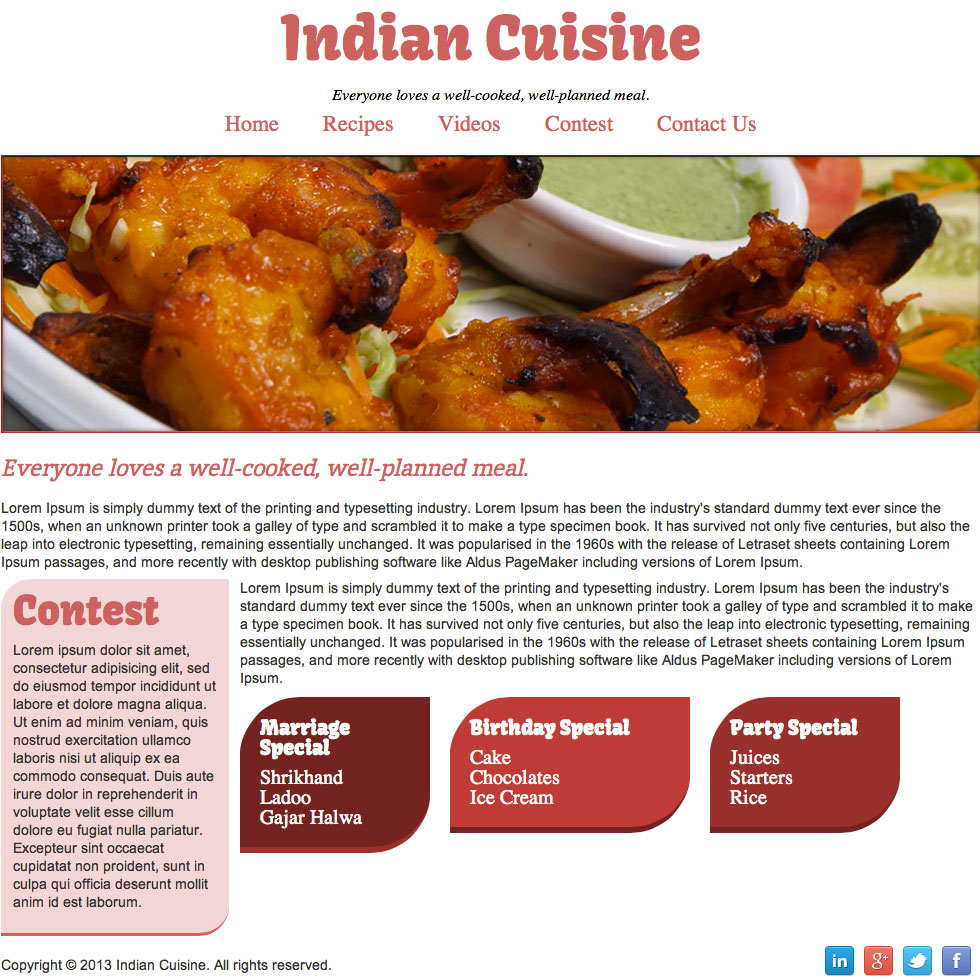 Indian Cuisine
Everyone loves a well-cooked, well-planned meal.
Home Recipes Videos Contest Contact Us
Everyone loves a well-cooked, well-planned meal.
Lorem Ipsum is simply dummy text of the printing and typesetting industry. Lorem Ipsum has been the industry's standard dummy text ever since the
1500s, when an unknown printer took a galley of type and scrambled it to make a type specimen book. It has survived not only five centuries, but also the
leap into electronic typesetting, remaining essentially unchanged. It was popularised in the 1960s with the release of Letraset sheets containing Lorem
Ipsum passages, and more recently with desktop publishing software like Aldus PageMaker including versions of Lorem Ipsum.
Contest
Lorem ipsum dolor sit amet,
consectetur adipisicing elit, sed
do eiusmod tempor incididunt ut
labore et dolore magna aliqua.
Ut enim ad minim veniam, quis
nostrud exercitation ullamco
laboris nisi ut aliquip ex ea
commodo consequat. Duis aute
irure dolor in reprehenderit in
voluptate velit esse cillum
dolore eu fugiat nulla pariatur.
Excepteur sint occaecat
cupidatat non proident, sunt in
culpa qui officia deserunt mollit
anim id est laborum.
Lorem Ipsum is simply dummy text of the printing and typesetting industry. Lorem Ipsum has been the industry's
standard dummy text ever since the 1500s, when an unknown printer took a galley of type and scrambled it to make
a type specimen book. It has survived not only five centuries, but also the leap into electronic typesetting, remaining
essentially unchanged. It was popularised in the 1960s with the release of Letraset sheets containing Lorem Ipsum
passages, and more recently with desktop publishing software like Aldus PageMaker including versions of Lorem
Ipsum.
Marriage
Special
Shrikhand
Ladoo
Gajar Halwa
Birthday Special
Cake
Chocolates
Ice Cream
Party Special
Juices
Starters
Rice
Copyright © 2013 Indian Cuisine. All rights reserved.
in g+ f